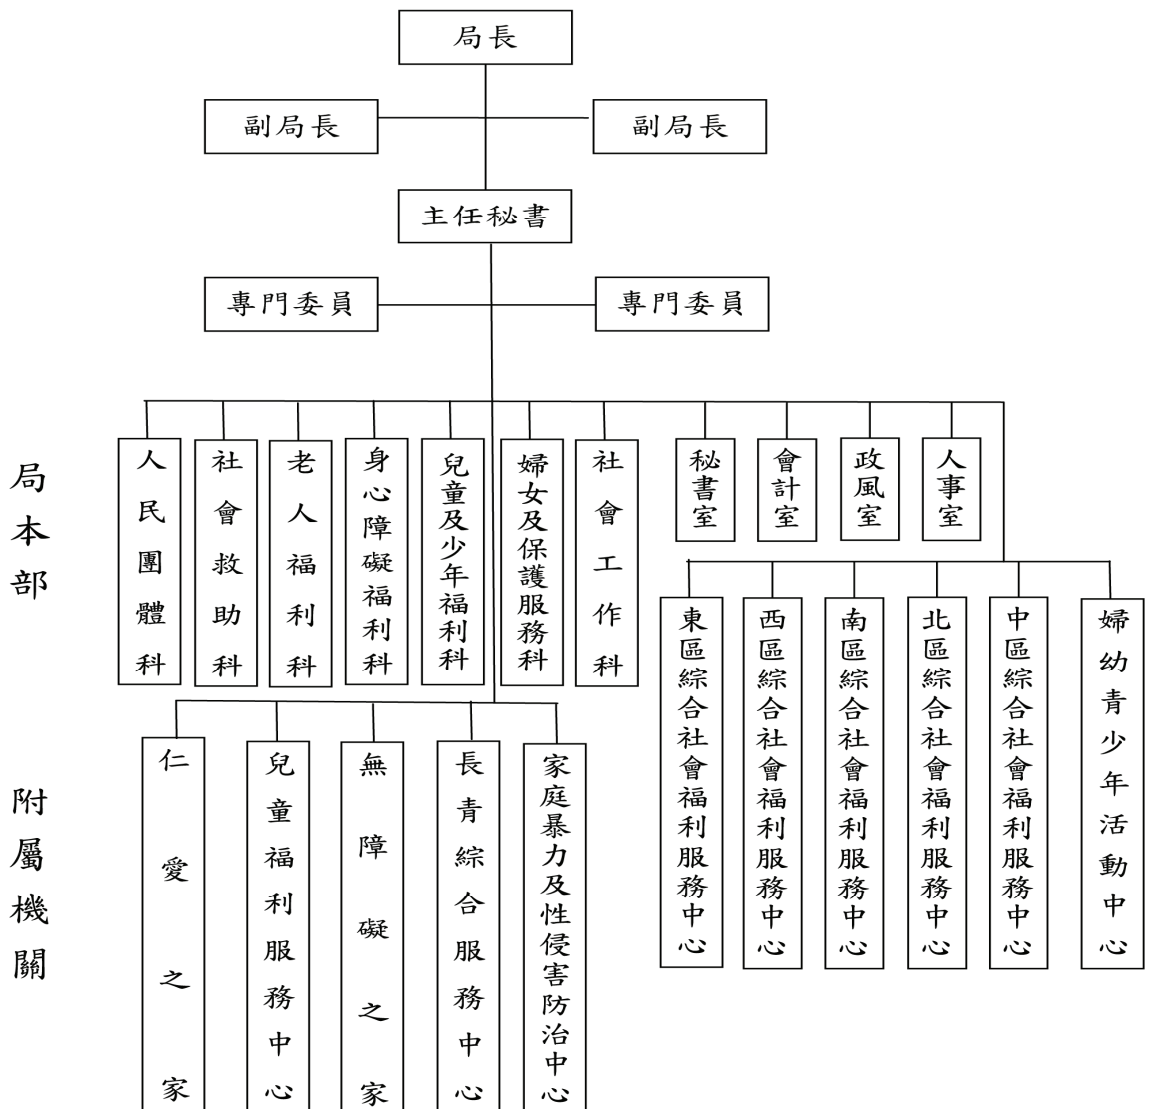 局長
副局長
副局長
主任秘書
專門委員
專門委員
局本部
人民團體科
社會救助科
老人福利科
身心障礙福利科
兒童及少年福利科
婦女及保護服務科
社會工作科
秘書室
會計室
政風室
人事室
東區綜合社會福利服務中心
西區綜合社會福利服務中心
南區綜合社會福利服務中心
北區綜合社會福利服務中心
中區綜合社會福利服務中心
婦幼青少年活動中心
附屬機關
仁愛之家
兒童福利服務中心
無障礙之家
長青綜合服務中心
家庭暴力及性侵害防治中心